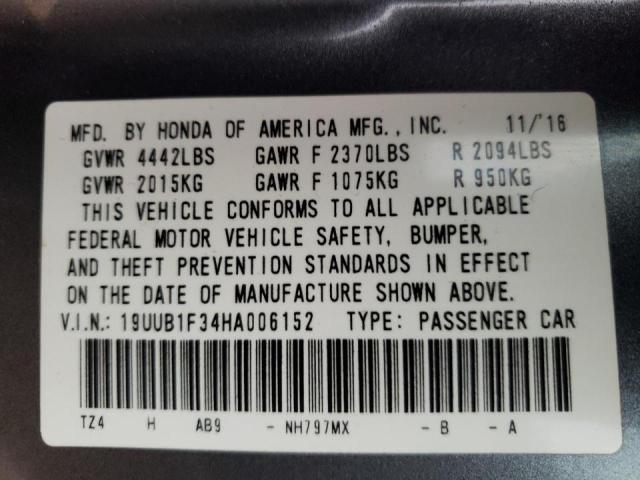 MFD. BY HONDA OF AMERICA MFG., INC. 11/'16
GVWR 4442LBS GAWR F 2370LBS R 2094LBS
GVWR 2015KG GAWR F 1075KG R 950KG
THIS VEHICLE CONFORMS TO ALL APPLICABLE
FEDERAL MOTOR VEHICLE SAFETY, BUMPER,
AND THEFT PREVENTION STANDARDS IN EFFECT
ON THE DATE OF MANUFACTURE SHOWN ABOVE.
V.I.N.: 19UUB1F34HA006152 TYPE: PASSENGER CAR
TZ4 H AB9 - NH797MX - B - A